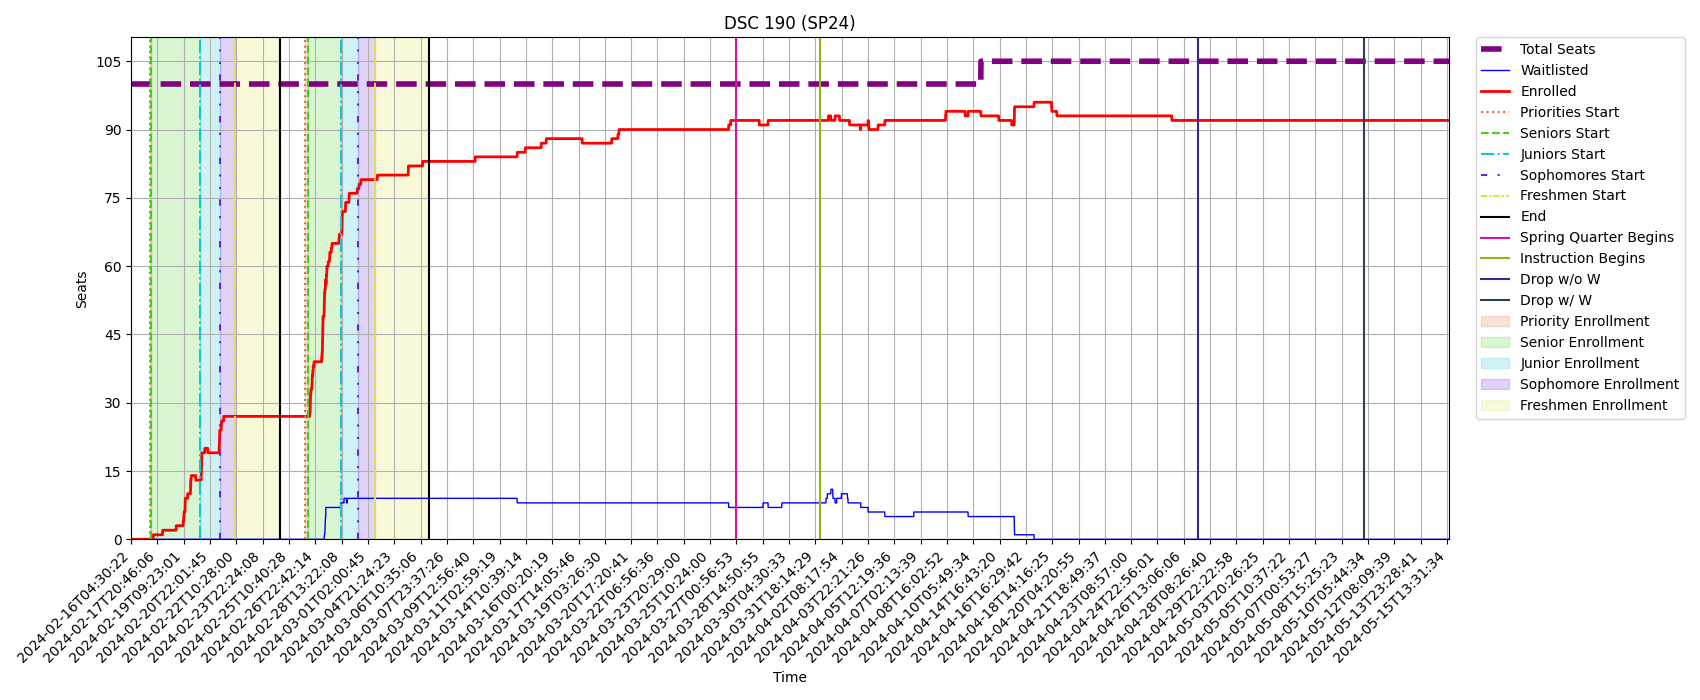 DSC 190 (SP24)
Total Seats
Waitlisted
Enrolled
Priorities Start
Seniors Start
Juniors Start
Sophomores Start
Freshmen Start
End
Spring Quarter Begins
Instruction Begins
Drop w/o W
Drop w/ W
Priority Enrollment
Senior Enrollment
Junior Enrollment
Sophomore Enrollment
Freshmen Enrollment
Seats
105
90
75
60
45
30
15
0
2024-02-16T04:30:22
2024-02-17T20:46:06
2024-02-19T09:23:01
2024-02-20T22:01:45
2024-02-22T10:28:00
2024-02-23T22:24:08
2024-02-25T10:40:28
2024-02-26T22:42:14
2024-02-28T13:22:08
2024-03-01T02:00:45
2024-03-04T21:24:23
2024-03-06T10:35:06
2024-03-07T23:37:26
2024-03-11T02:56:40
2024-03-13T02:59:19
2024-03-14T10:39:14
2024-03-16T00:20:19
2024-03-17T14:05:46
2024-03-19T03:26:30
2024-03-20T17:20:41
2024-03-22T06:56:36
2024-03-23T20:29:00
2024-03-25T10:24:00
2024-03-27T00:56:53
2024-03-28T14:50:55
2024-03-30T04:30:33
2024-03-31T18:14:29
2024-04-02T08:17:54
2024-04-03T22:21:26
2024-04-05T12:19:36
2024-04-07T02:13:39
2024-04-08T16:02:52
2024-04-10T05:49:34
2024-04-14T16:43:20
2024-04-16T16:29:42
2024-04-18T14:16:25
2024-04-20T04:20:55
2024-04-21T18:49:37
2024-04-23T08:57:00
2024-04-24T22:56:01
2024-04-26T13:06:06
2024-04-28T08:26:40
2024-04-29T22:22:58
2024-05-03T20:26:25
2024-05-05T10:37:22
2024-05-07T00:53:27
2024-05-08T15:25:23
2024-05-10T05:44:34
2024-05-12T08:09:39
2024-05-13T23:28:41
2024-05-15T13:31:34
Time